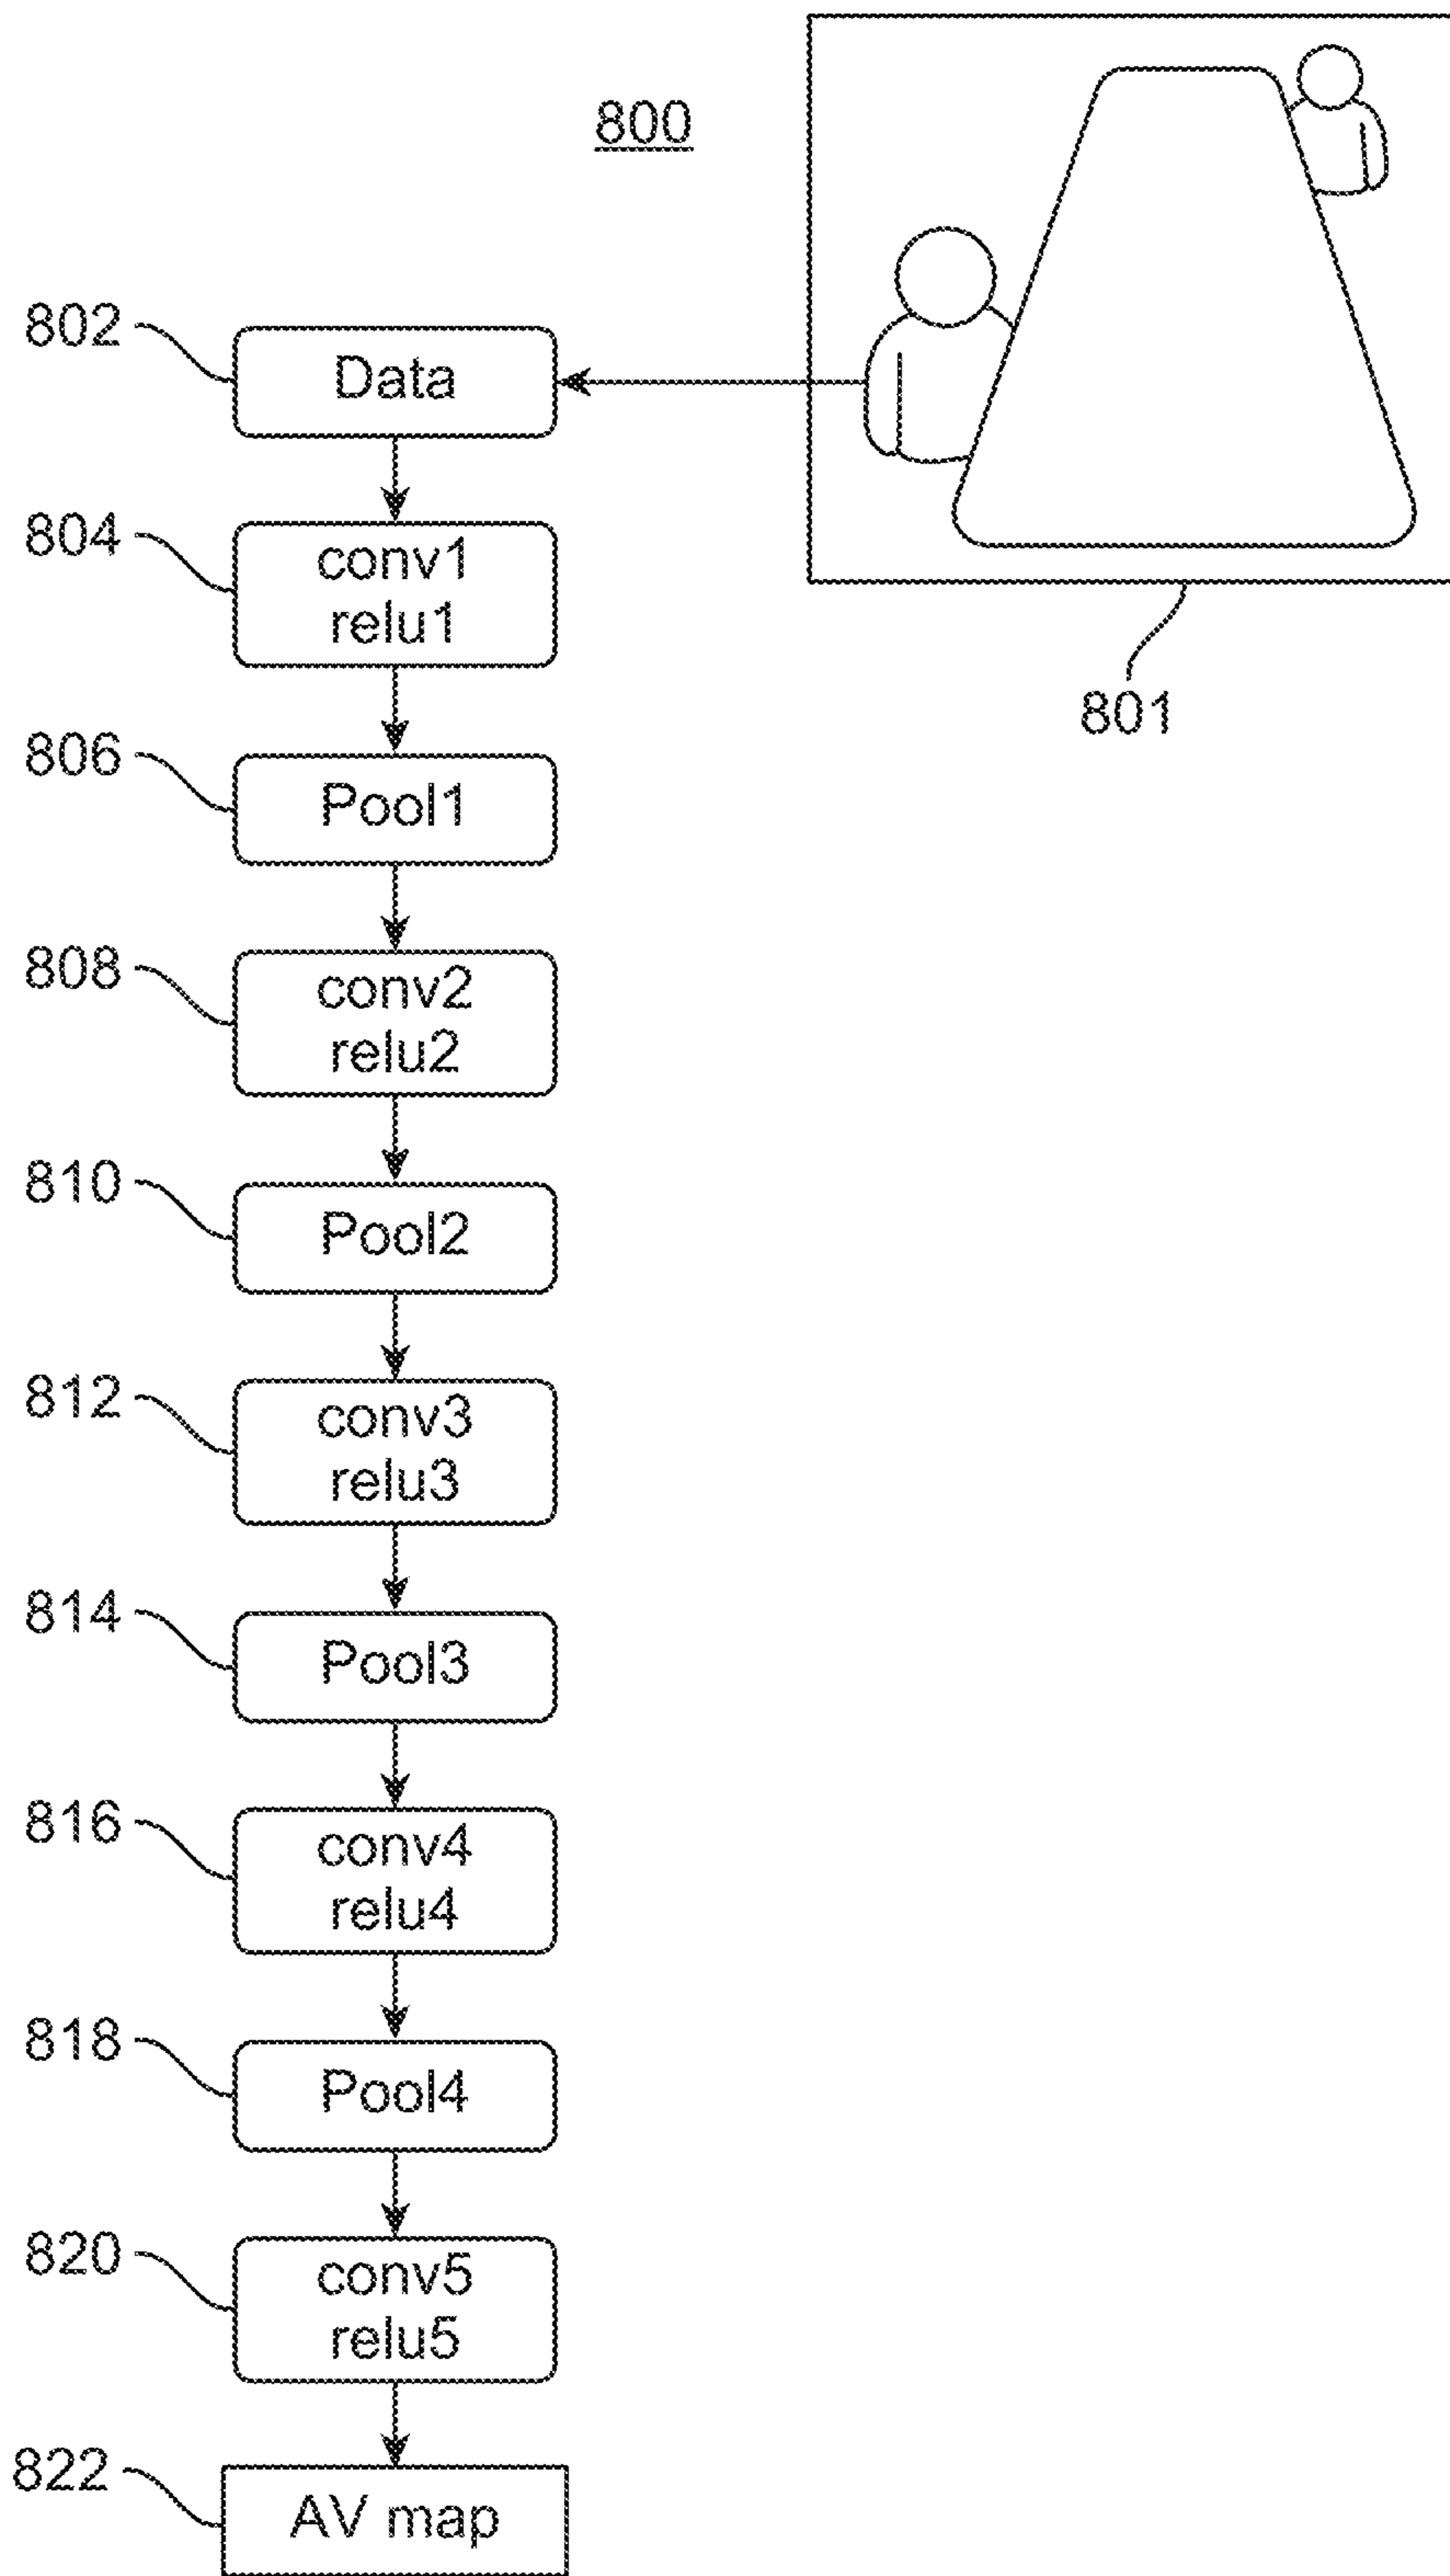 800
802
Data
804
conv1
relu1
801
806
Pool1
808
conv2
relu2
810
Pool2
812
conv3
relu3
814
Pool3
816
conv4
relu4
818
Pool4
820
conv5
relu5
822
AV map